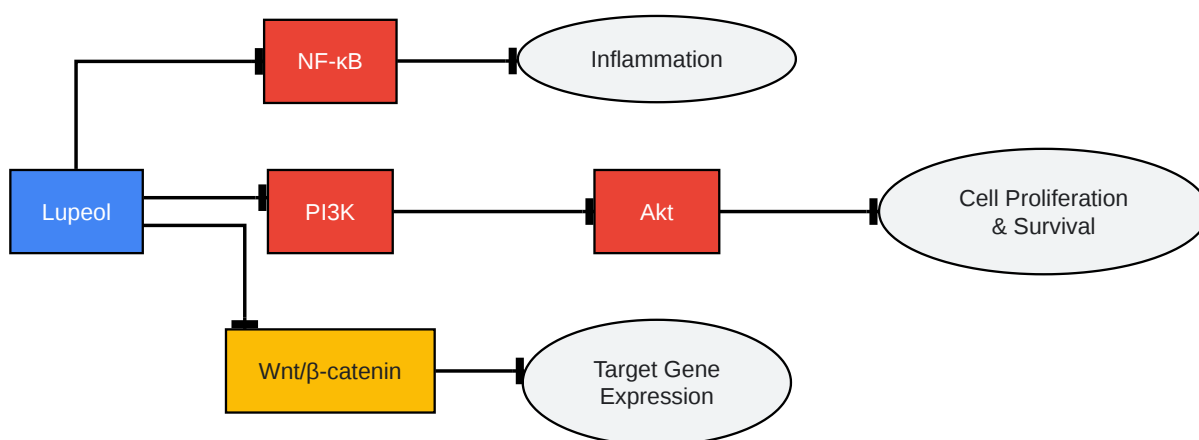 NF-κB
Inflammation
Lupeol
PI3K
Akt
Cell Proliferation
& Survival
Wnt/β-catenin
Target Gene
Expression